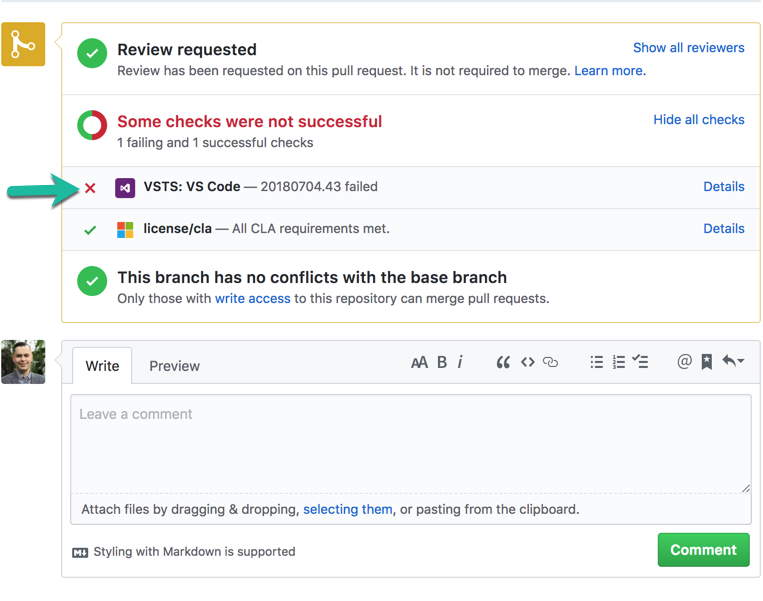 Review requested
Show all reviewers
Review has been requested on this pull request. It is not required to merge. Learn more.
Some checks were not successful
Hide all checks
1 failing and 1 successful checks
VSTS: VS Code — 20180704.43 failed
Details
license/cla — All CLA requirements met.
Details
This branch has no conflicts with the base branch
Only those with write access to this repository can merge pull requests.
Write
Preview
AA B i
Leave a comment
Attach files by dragging & dropping, selecting them, or pasting from the clipboard.
Styling with Markdown is supported
Comment